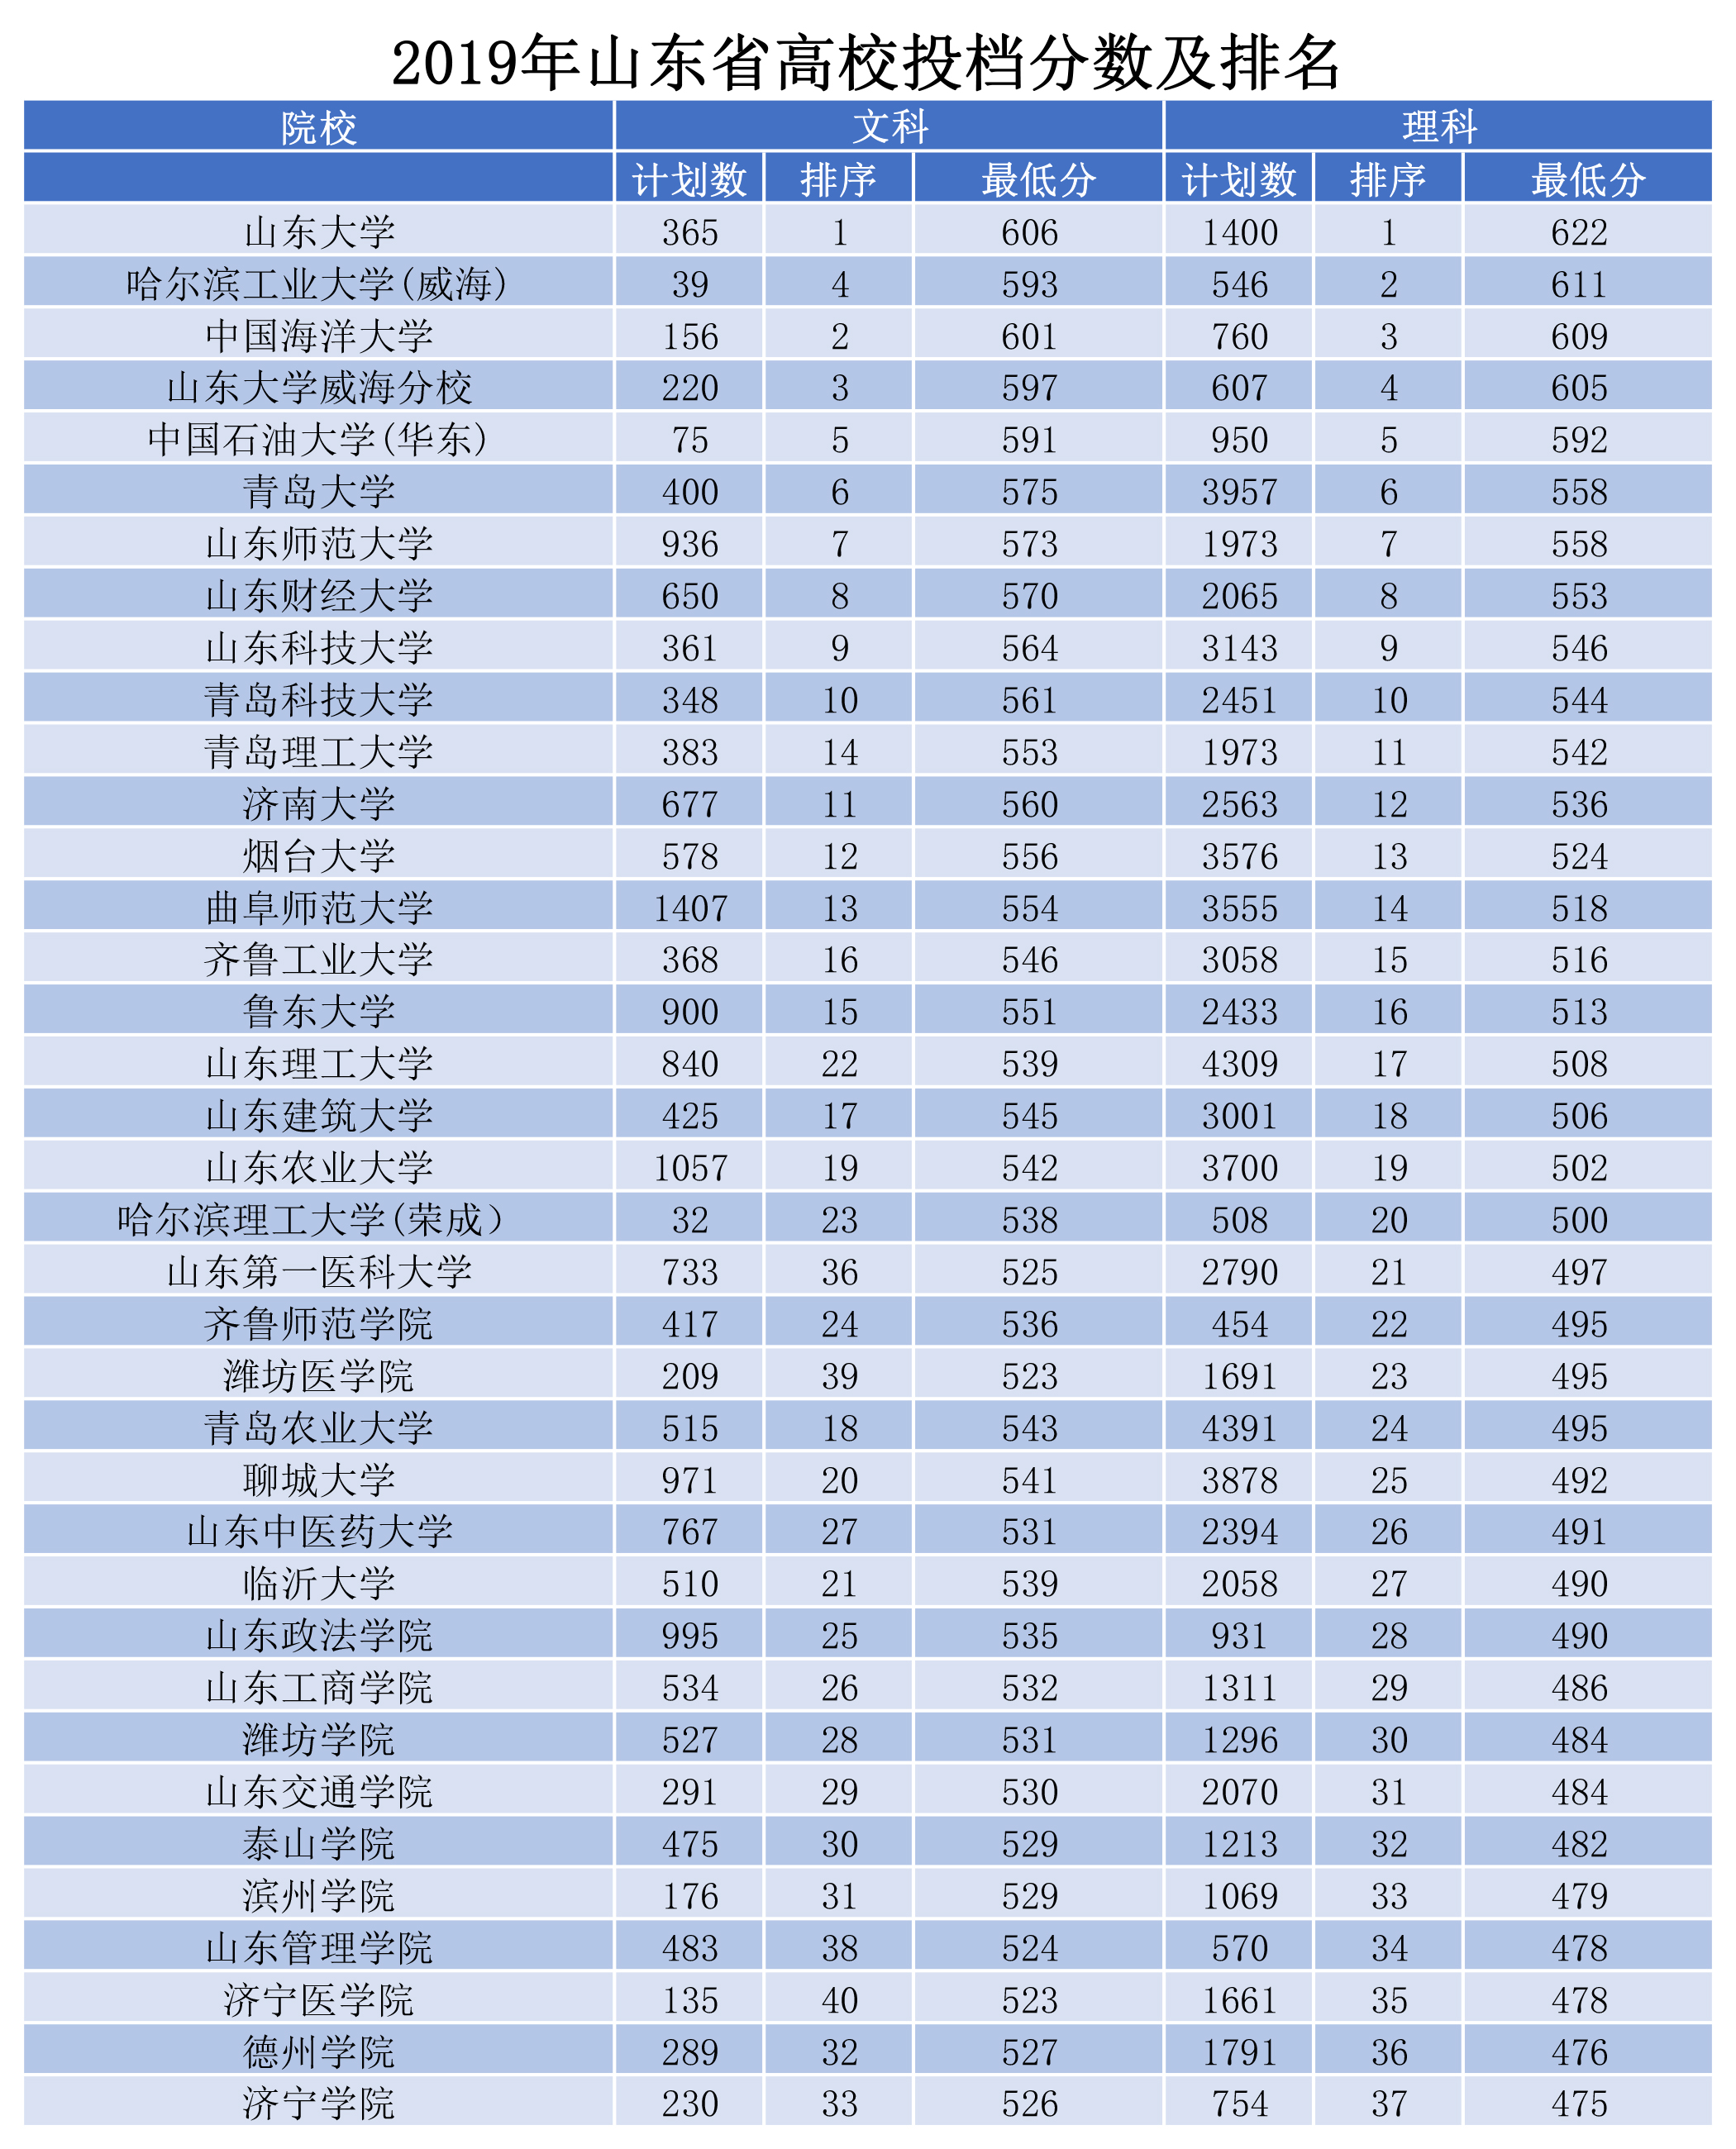 2019年山东省高校投档分数及排名
院校 文科 理科
计划数 排序 最低分 计划数 排序 最低分
山东大学 365 1 606 1400 1 622
哈尔滨工业大学(威海) 39 4 593 546 2 611
中国海洋大学 156 2 601 760 3 609
山东大学威海分校 220 3 597 607 4 605
中国石油大学(华东) 75 5 591 950 5 592
青岛大学 400 6 575 3957 6 558
山东师范大学 936 7 573 1973 7 558
山东财经大学 650 8 570 2065 8 553
山东科技大学 361 9 564 3143 9 546
青岛科技大学 348 10 561 2451 10 544
青岛理工大学 383 14 553 1973 11 542
济南大学 677 11 560 2563 12 536
烟台大学 578 12 556 3576 13 524
曲阜师范大学 1407 13 554 3555 14 518
齐鲁工业大学 368 16 546 3058 15 516
鲁东大学 900 15 551 2433 16 513
山东理工大学 840 22 539 4309 17 508
山东建筑大学 425 17 545 3001 18 506
山东农业大学 1057 19 542 3700 19 502
哈尔滨理工大学(荣成） 32 23 538 508 20 500
山东第一医科大学 733 36 525 2790 21 497
齐鲁师范学院 417 24 536 454 22 495
潍坊医学院 209 39 523 1691 23 495
青岛农业大学 515 18 543 4391 24 495
聊城大学 971 20 541 3878 25 492
山东中医药大学 767 27 531 2394 26 491
临沂大学 510 21 539 2058 27 490
山东政法学院 995 25 535 931 28 490
山东工商学院 534 26 532 1311 29 486
潍坊学院 527 28 531 1296 30 484
山东交通学院 291 29 530 2070 31 484
泰山学院 475 30 529 1213 32 482
滨州学院 176 31 529 1069 33 479
山东管理学院 483 38 524 570 34 478
济宁医学院 135 40 523 1661 35 478
德州学院 289 32 527 1791 36 476
济宁学院 230 33 526 754 37 475